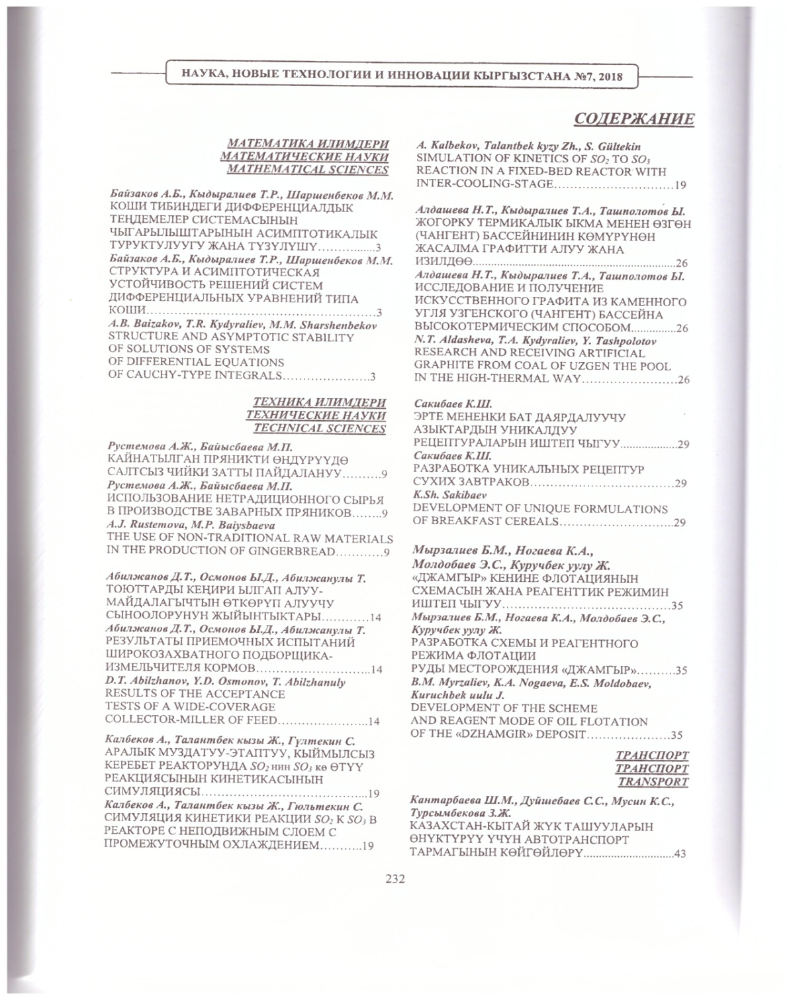 НАУКА, НОВЫЕ ТЕХНОЛОГИИ И ИННОВАЦИИ КЫРГЫЗСТАНА №7, 2018
СОДЕРЖАНИЕ
МАТЕМАТИКА ИЛИМДЕРИ
МАТЕМАТИЧЕСКИЕ НАУКИ
MATHEMATICAL SCIENCES
Байзаков А.Б., Кыдыралиев Т.Р., Шаршенбеков М.М.
КОШИ ТИБИНДЕГИ ДИФФЕРЕНЦИАЛДЫК
ТЕҢДЕМЕЛЕР СИСТЕМАСЫНЫН
ЧЫГАРЫЛЫШТАРЫНЫН АСИМПТОТИКАЛЫК
ТУРУКТУЛУУГУ ЖАНА ТҮЗҮЛҮШҮ...............3
Байзаков А.Б., Кыдыралиев Т.Р., Шаршенбеков М.М.
СТРУКТУРА И АСИМПТОТИЧЕСКАЯ
УСТОЙЧИВОСТЬ РЕШЕНИЙ СИСТЕМ
ДИФФЕРЕНЦИАЛЬНЫХ УРАВНЕНИЙ ТИПА
КОШИ.....................................................3
A.B. Baizakov, T.R. Kydyraliev, M.M. Sharshenbekov
STRUCTURE AND ASYMPTOTIC STABILITY
OF SOLUTIONS OF SYSTEMS
OF DIFFERENTIAL EQUATIONS
OF CAUCHY-TYPE INTEGRALS.....................3
ТЕХНИКА ИЛИМДЕРИ
ТЕХНИЧЕСКИЕ НАУКИ
TECHNICAL SCIENCES
Рустемова А.Ж., Байысбаева М.П.
КАЙНАТЫЛГАН ПРЯНИКТИ ӨНДҮРҮҮДӨ
САЛТСЫЗ ЧИЙКИ ЗАТТЫ ПАЙДАЛАНУУ..........9
Рустемова А.Ж., Байысбаева М.П.
ИСПОЛЬЗОВАНИЕ НЕТРАДИЦИОННОГО СЫРЬЯ
В ПРОИЗВОДСТВЕ ЗАВАРНЫХ ПРЯНИКОВ........9
A.J. Rustemova, M.P. Baiysbaeva
THE USE OF NON-TRADITIONAL RAW MATERIALS
IN THE PRODUCTION OF GINGERBREAD............9
Абилжанов Д.Т., Осмонов Ы.Д., Абилжанулы Т.
ТОЮТТАРДЫ КЕҢИРИ ЫЛГАП АЛУУ-
МАЙДАЛАГЫЧТЫН ӨТКӨРҮП АЛУУЧУ
СЫНООЛОРУНУН ЖЫЙЫНТЫКТАРЫ............14
Абилжанов Д.Т., Осмонов Ы.Д., Абилжанулы Т.
РЕЗУЛЬТАТЫ ПРИЕМОЧНЫХ ИСПЫТАНИЙ
ШИРОКОЗАХВАТНОГО ПОДБОРЩИКА-
ИЗМЕЛЬЧИТЕЛЯ КОРМОВ............................14
D.T. Abilzhanov, Y.D. Osmonov, T. Abilzhanuly
RESULTS OF THE ACCEPTANCE
TESTS OF A WIDE-COVERAGE
COLLECTOR-MILLER OF FEED......................14
Калбеков А., Талантбек кызы Ж., Гүлтекин С.
АРАЛЫК МУЗДАТУУ-ЭТАПТУУ, КЫЙМЫЛСЫЗ
КЕРЕБЕТ РЕАКТОРУНДА SO₂ нин SO₃ кө ӨТҮҮ
РЕАКЦИЯСЫНЫН КИНЕТИКАСЫНЫН
СИМУЛЯЦИЯСЫ........................................19
Калбеков А., Талантбек кызы Ж., Гюльтекин С.
СИМУЛЯЦИЯ КИНЕТИКИ РЕАКЦИИ SO₂ К SO₃ В
РЕАКТОРЕ С НЕПОДВИЖНЫМ СЛОЕМ С
ПРОМЕЖУТОЧНЫМ ОХЛАЖДЕНИЕМ...........19
A. Kalbekov, Talantbek kyzy Zh., S. Gültekin
SIMULATION OF KINETICS OF SO₂ TO SO₃
REACTION IN A FIXED-BED REACTOR WITH
INTER-COOLING-STAGE.............................19
Алдашева Н.Т., Кыдыралиев Т.А., Ташполотов Ы.
ЖОГОРКУ ТЕРМИКАЛЫК ЫКМА МЕНЕН ӨЗГӨН
(ЧАНГЕНТ) БАССЕЙНИНИН КӨМҮРҮНӨН
ЖАСАЛМА ГРАФИТТИ АЛУУ ЖАНА
ИЗИЛДӨӨ..............................................................26
Алдашева Н.Т., Кыдыралиев Т.А., Ташполотов Ы.
ИССЛЕДОВАНИЕ И ПОЛУЧЕНИЕ
ИСКУССТВЕННОГО ГРАФИТА ИЗ КАМЕННОГО
УГЛЯ УЗГЕНСКОГО (ЧАНГЕНТ) БАССЕЙНА
ВЫСОКОТЕРМИЧЕСКИМ СПОСОБОМ..............26
N.T. Aldasheva, T.A. Kydyraliev, Y. Tashpolotov
RESEARCH AND RECEIVING ARTIFICIAL
GRAPHITE FROM COAL OF UZGEN THE POOL
IN THE HIGH-THERMAL WAY.......................26
Сакибаев К.Ш.
ЭРТЕ МЕНЕНКИ БАТ ДАЯРДАЛУУЧУ
АЗЫКТАРДЫН УНИКАЛДУУ
РЕЦЕПТУРАЛАРЫН ИШТЕП ЧЫГУУ..................29
Сакибаев К.Ш.
РАЗРАБОТКА УНИКАЛЬНЫХ РЕЦЕПТУР
СУХИХ ЗАВТРАКОВ...................................29
K.Sh. Sakibaev
DEVELOPMENT OF UNIQUE FORMULATIONS
OF BREAKFAST CEREALS...........................29
Мырзалиев Б.М., Ногаева К.А.,
Молдобаев Э.С., Куручбек уулу Ж.
«ДЖАМГЫР» КЕНИНЕ ФЛОТАЦИЯНЫН
СХЕМАСЫН ЖАНА РЕАГЕНТТИК РЕЖИМИН
ИШТЕП ЧЫГУУ.........................................35
Мырзалиев Б.М., Ногаева К.А., Молдобаев Э.С.,
Куручбек уулу Ж.
РАЗРАБОТКА СХЕМЫ И РЕАГЕНТНОГО
РЕЖИМА ФЛОТАЦИИ
РУДЫ МЕСТОРОЖДЕНИЯ «ДЖАМГЫР»..........35
B.M. Myrzaliev, K.A. Nogaeva, E.S. Moldobaev,
Kuruchbek uulu J.
DEVELOPMENT OF THE SCHEME
AND REAGENT MODE OF OIL FLOTATION
OF THE «DZHAMGIR» DEPOSIT....................35
ТРАНСПОРТ
ТРАНСПОРТ
TRANSPORT
Кантарбаева Ш.М., Дуйшебаев С.С., Мусин К.С.,
Турсымбекова З.Ж.
КАЗАХСТАН-КЫТАЙ ЖҮК ТАШУУЛАРЫН
ӨНҮКТҮРҮҮ ҮЧҮН АВТОТРАНСПОРТ
ТАРМАГЫНЫН КӨЙГӨЙЛӨРҮ............................43
232